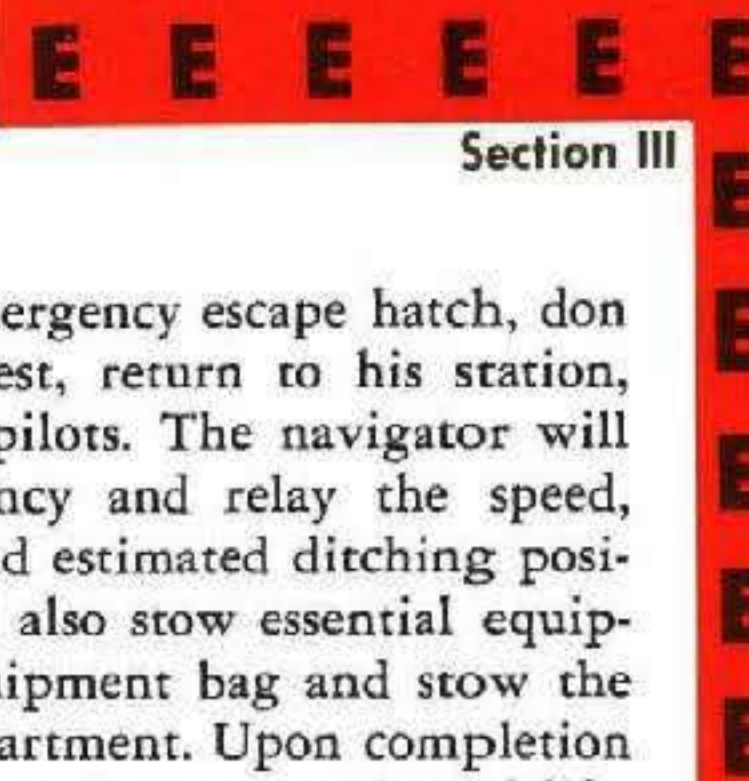 E E E E E E
Section III
E
ergency escape hatch, don
E
est, return to his station,
pilots. The navigator will
E
ncy and relay the speed,
d estimated ditching posi-
E
also stow essential equip-
uipment bag and stow the
E
artment. Upon completion